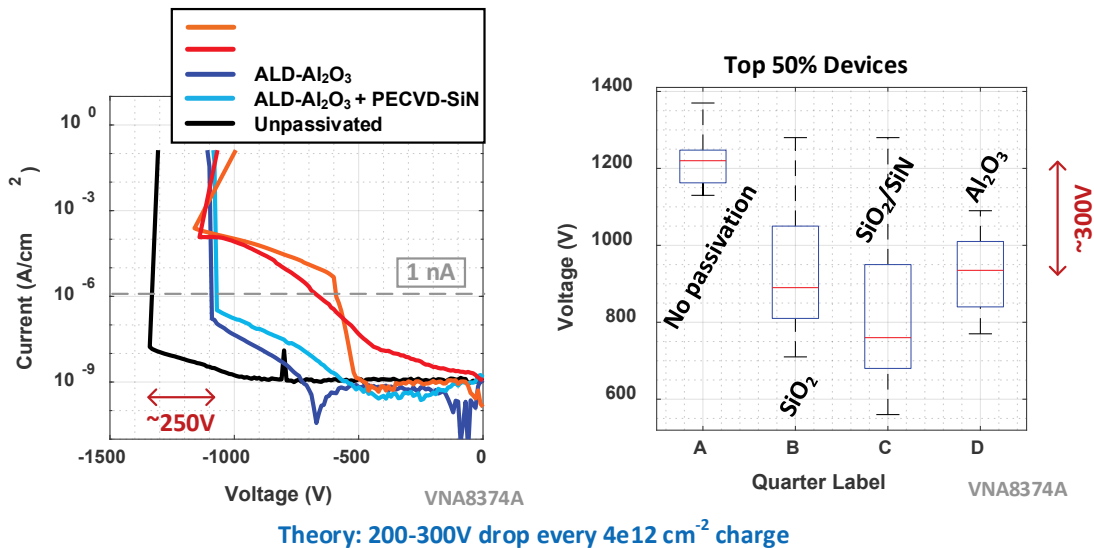 ALD-Al₂O₃
ALD-Al₂O₃ + PECVD-SiN
Unpassivated
10⁰
10⁻³
10⁻⁶
10⁻⁹
Current (A/cm²)
1 nA
~250V
-1500 -1000 -500 0
Voltage (V)
VNA8374A
Top 50% Devices
1400
1200
1000
800
600
Voltage (V)
No passivation
SiO₂
SiO₂/SiN
Al₂O₃
~300V
A B C D
Quarter Label
VNA8374A
Theory: 200-300V drop every 4e12 cm⁻² charge